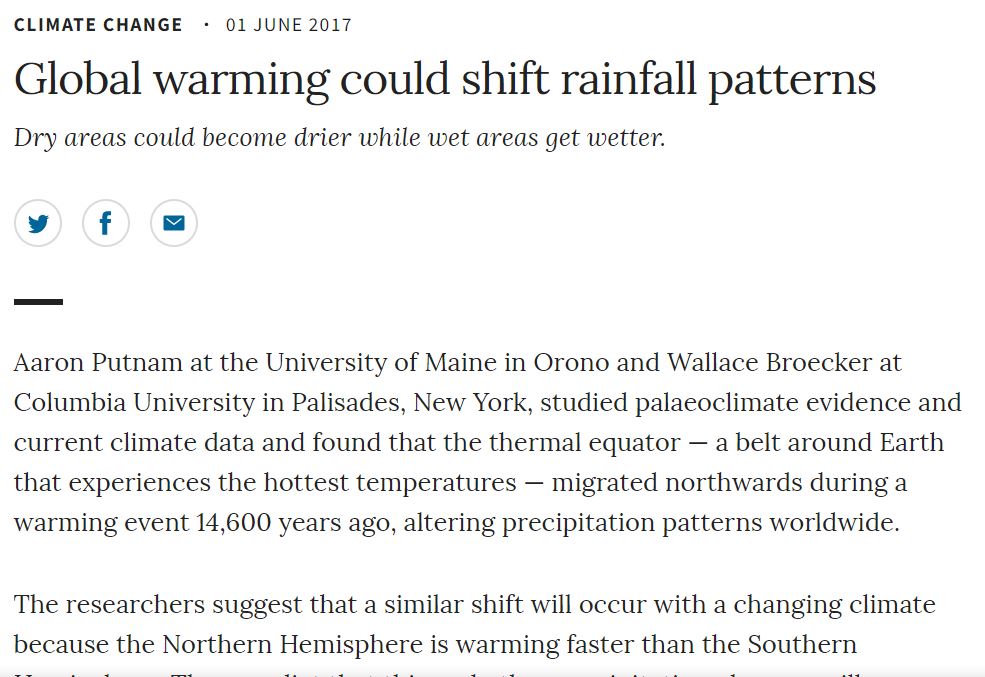 CLIMATE CHANGE • 01 JUNE 2017
Global warming could shift rainfall patterns
Dry areas could become drier while wet areas get wetter.
Aaron Putnam at the University of Maine in Orono and Wallace Broecker at
Columbia University in Palisades, New York, studied palaeoclimate evidence and
current climate data and found that the thermal equator — a belt around Earth
that experiences the hottest temperatures — migrated northwards during a
warming event 14,600 years ago, altering precipitation patterns worldwide.
The researchers suggest that a similar shift will occur with a changing climate
because the Northern Hemisphere is warming faster than the Southern